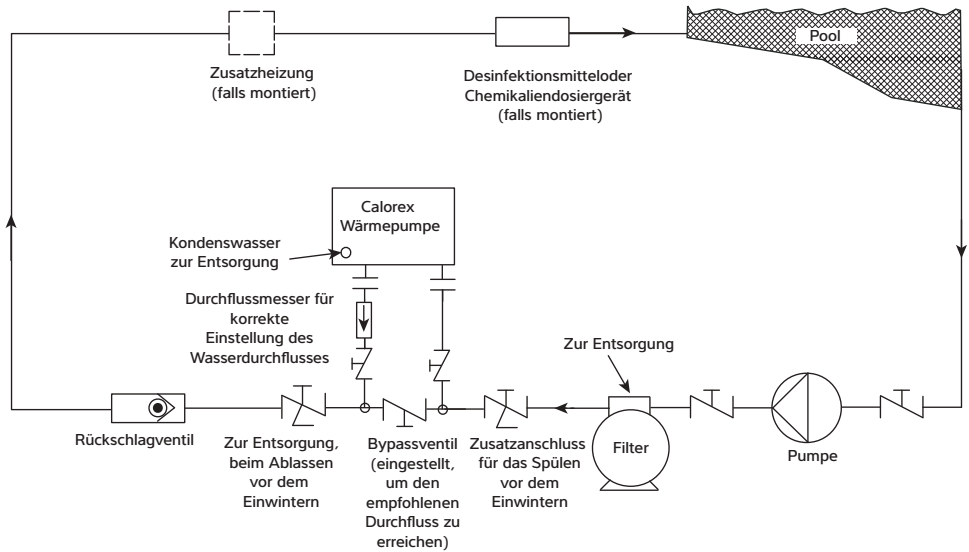 Pool
Zusatzheizung
(falls montiert)
Desinfektionsmitteloder
Chemikaliendosiergerät
(falls montiert)
Calorex
Wärmepumpe
Kondenswasser
zur Entsorgung
Durchflussmesser für
korrekte
Einstellung des
Wasserdurchflusses
Zur Entsorgung
Rückschlagventil
Zur Entsorgung,
beim Ablassen
vor dem
Einwintern
Bypassventil
(eingestellt,
um den
empfohlenen
Durchfluss zu
erreichen)
Zusatzanschluss
für das Spülen
vor dem
Einwintern
Filter
Pumpe